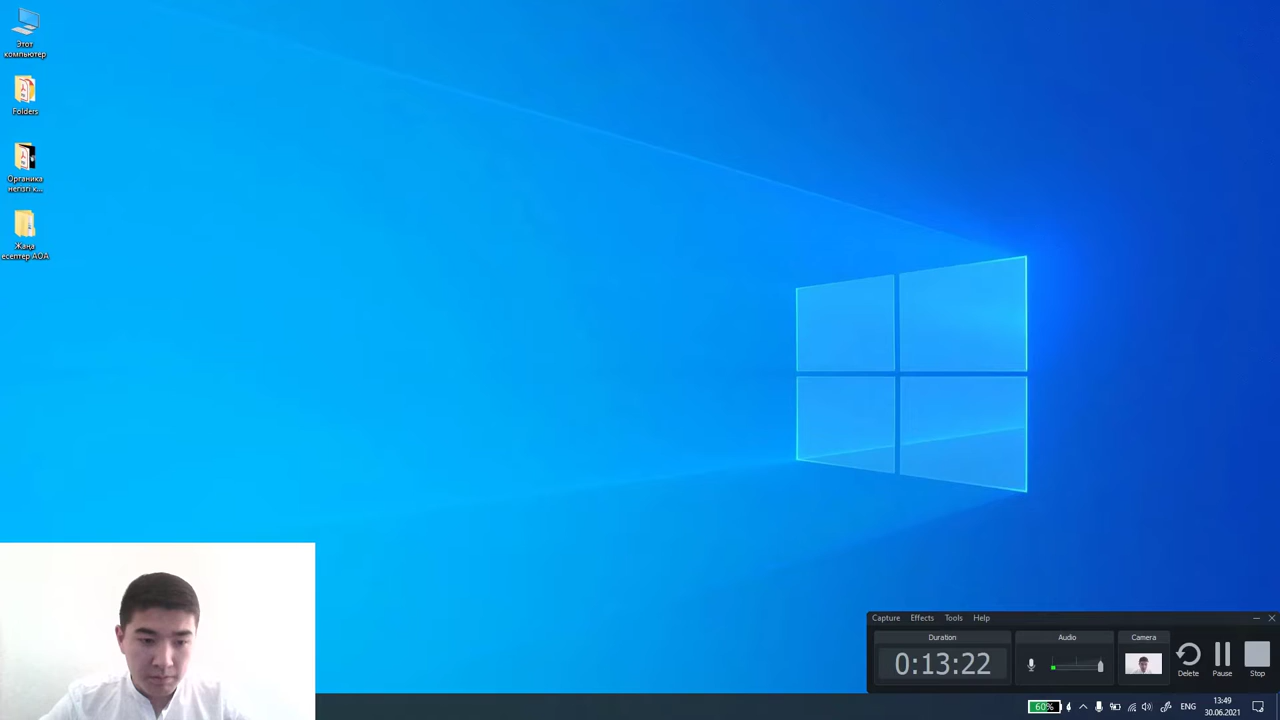 Этот
компьютер
Folders
Органика
негізгі к...
Жаңа
есептер АОА
Capture Effects Tools Help
Duration
Audio
Camera
0:13:22
Delete
Pause
Stop
60%
ENG
13:49
30.06.2021